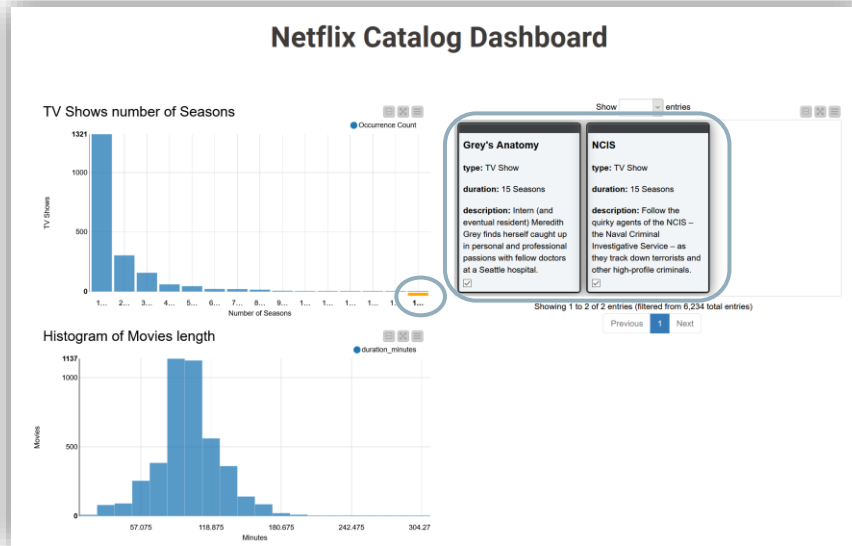 Netflix Catalog Dashboard
TV Shows number of Seasons
Occurrence Count
1321
1000
500
0
TV Shows
1... 2... 3... 4... 5... 6... 7... 8... 9... 1... 1... 1... 1... 1... 1...
Number of Seasons
Show entries
Grey's Anatomy
type: TV Show
duration: 15 Seasons
description: Intern (and
eventual resident) Meredith
Grey finds herself caught up
in personal and professional
passions with fellow doctors
at a Seattle hospital.
NCIS
type: TV Show
duration: 15 Seasons
description: Follow the
quirky agents of the NCIS –
the Naval Criminal
Investigative Service – as
they track down terrorists and
other high-profile criminals.
Showing 1 to 2 of 2 entries (filtered from 6,234 total entries)
Previous 1 Next
Histogram of Movies length
duration_minutes
1137
1000
500
0
Movies
57.075 118.875 180.675 242.475 304.27
Minutes